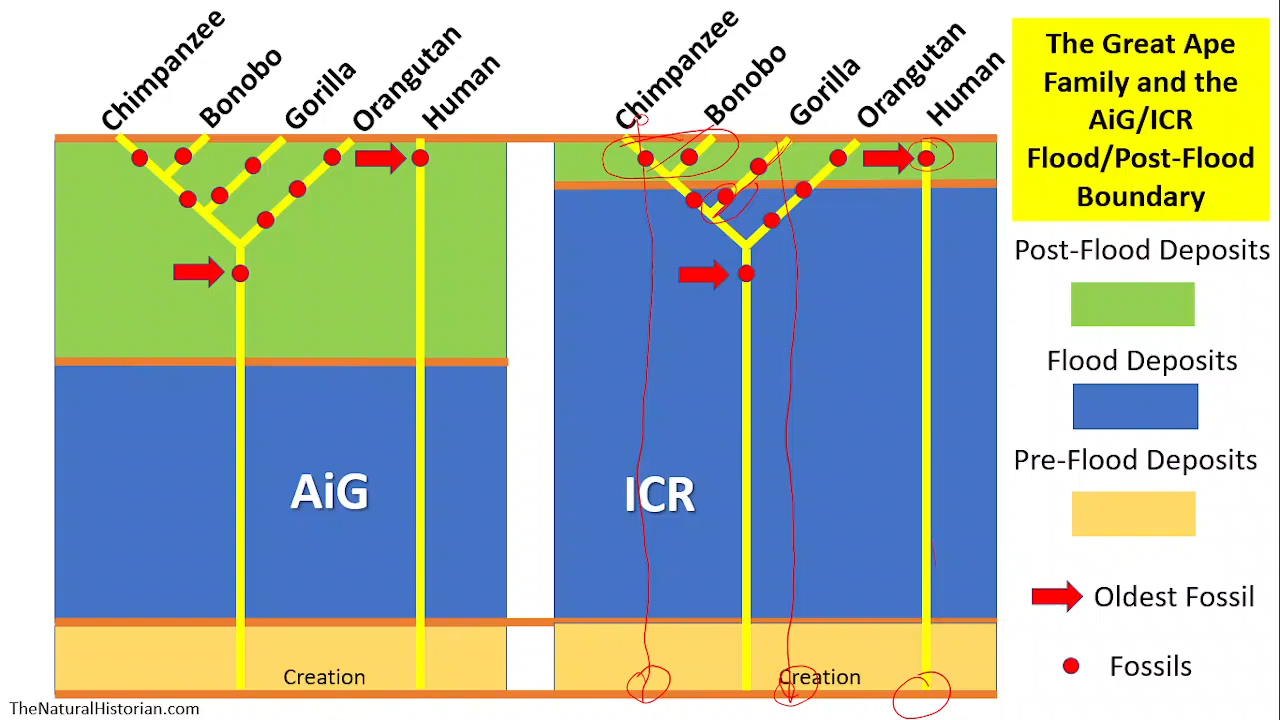 Chimpanzee
Bonobo
Gorilla
Orangutan
Human
Chimpanzee
Bonobo
Gorilla
Orangutan
Human
AiG
ICR
Creation
Creation
The Great Ape
Family and the
AiG/ICR
Flood/Post-Flood
Boundary
Post-Flood Deposits
Flood Deposits
Pre-Flood Deposits
Oldest Fossil
Fossils
TheNaturalHistorian.com